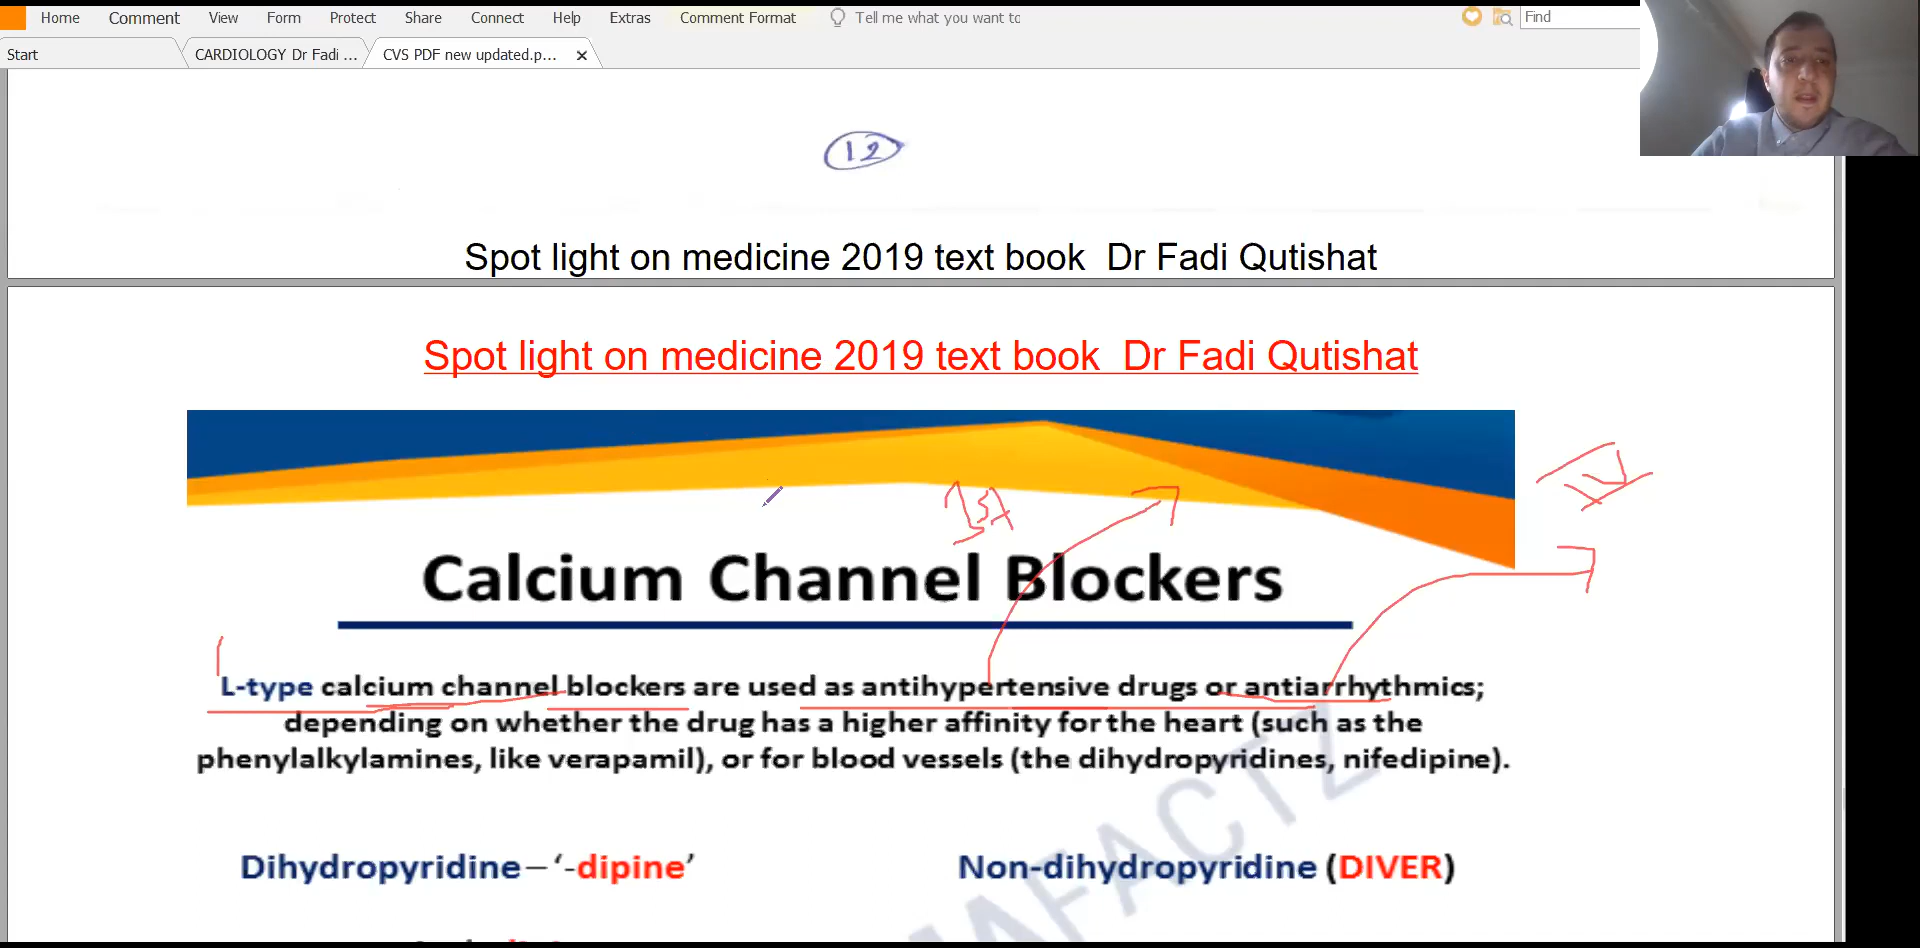 Home Comment View Form Protect Share Connect Help Extras Comment Format Tell me what you want to Find
Start CARDIOLOGY Dr Fadi ... CVS PDF new updated.p...
12
Spot light on medicine 2019 text book Dr Fadi Qutishat
Spot light on medicine 2019 text book Dr Fadi Qutishat
1st
Calcium Channel Blockers
L-type calcium channel blockers are used as antihypertensive drugs or antiarrhythmics;
depending on whether the drug has a higher affinity for the heart (such as the
phenylalkylamines, like verapamil), or for blood vessels (the dihydropyridines, nifedipine).
Dihydropyridine – ‘-dipine’ Non-dihydropyridine (DIVER)